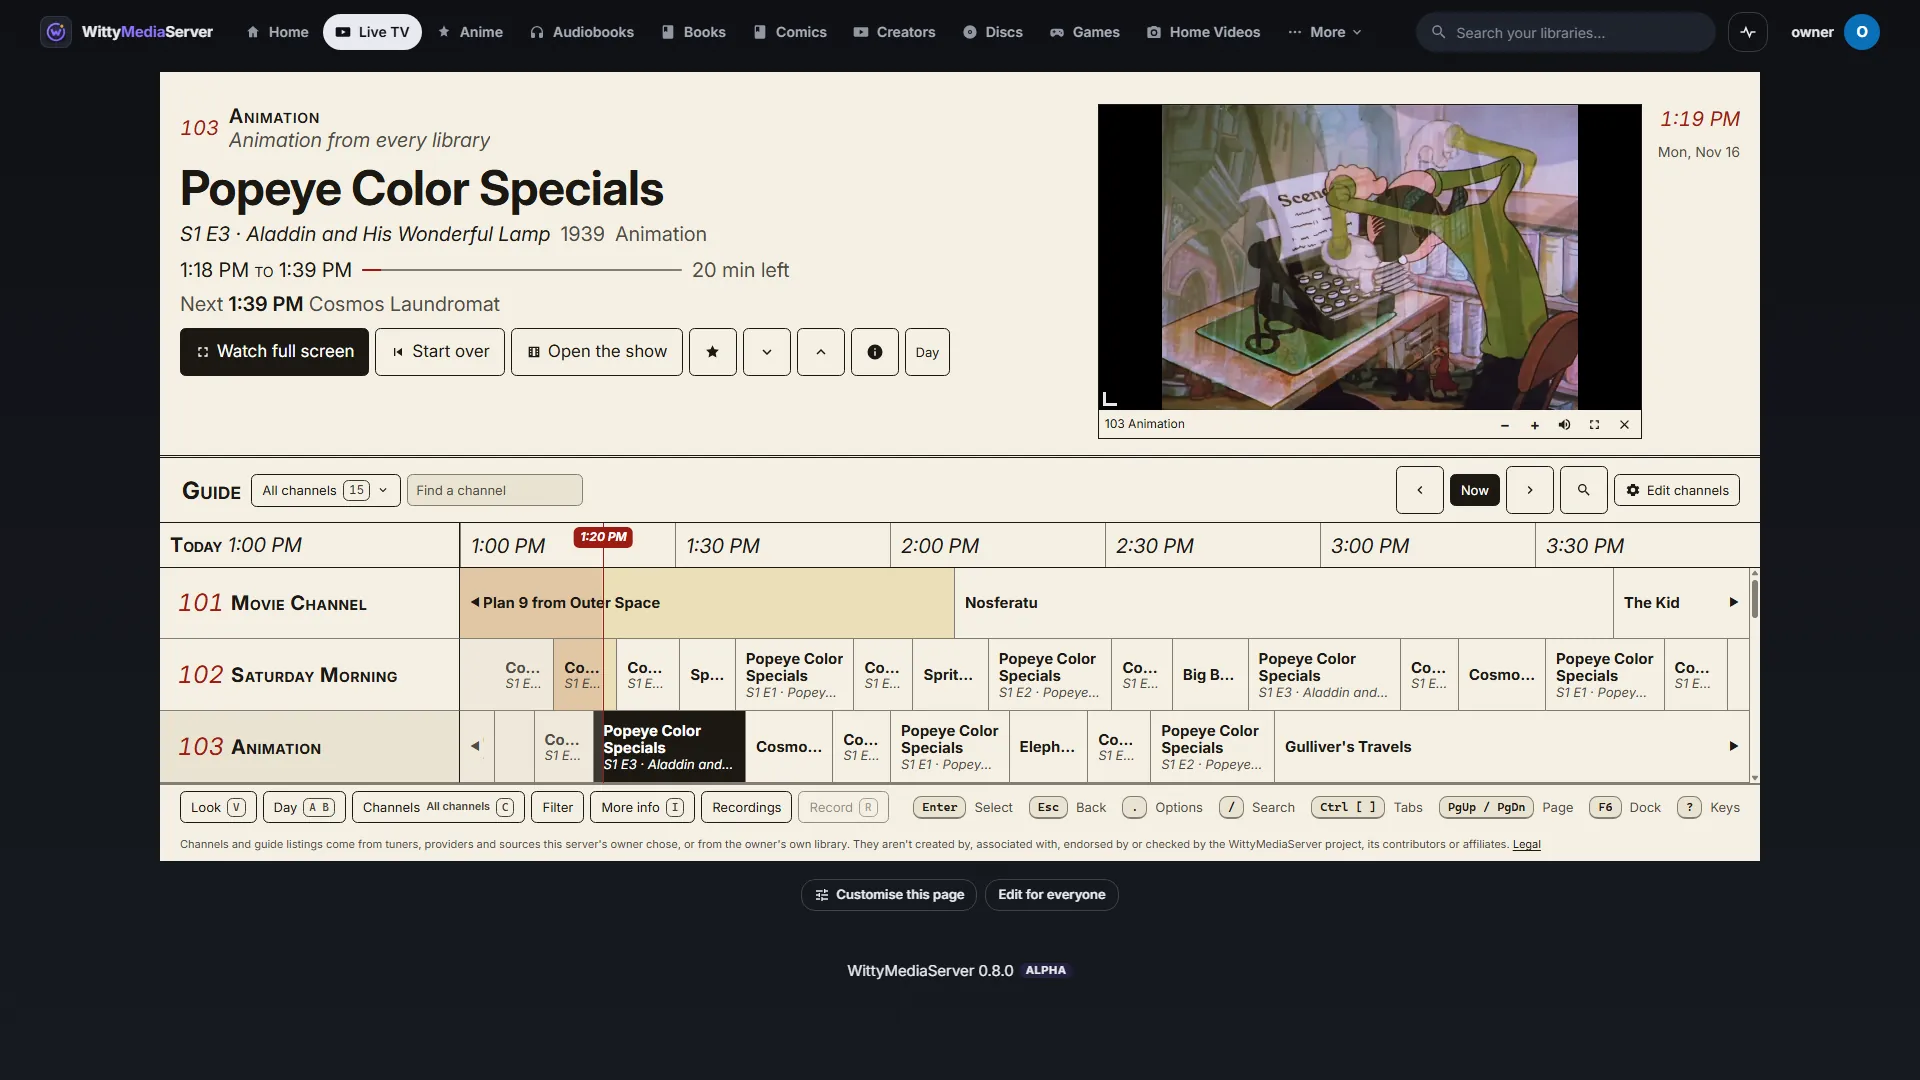 WittyMediaServer
Home
Live TV
Anime
Audiobooks
Books
Comics
Creators
Discs
Games
Home Videos
More
Search your libraries...
owner
O
103 Animation
Animation from every library
Popeye Color Specials
S1 E3 · Aladdin and His Wonderful Lamp 1939 Animation
1:18 PM to 1:39 PM 20 min left
Next 1:39 PM Cosmos Laundromat
Watch full screen
Start over
Open the show
Day
Scene
103 Animation
1:19 PM
Mon, Nov 16
Guide
All channels 15
Find a channel
Now
Edit channels
Today 1:00 PM
1:00 PM
1:20 PM
1:30 PM
2:00 PM
2:30 PM
3:00 PM
3:30 PM
101 Movie Channel
Plan 9 from Outer Space
Nosferatu
The Kid
102 Saturday Morning
Co...
S1 E...
Co...
S1 E...
Co...
S1 E...
Sp...
Popeye Color
Specials
S1 E1 · Popey...
Co...
S1 E...
Sprit...
Popeye Color
Specials
S1 E2 · Popeye...
Co...
S1 E...
Big B...
Popeye Color
Specials
S1 E3 · Aladdin and...
Co...
S1 E...
Cosmo...
Popeye Color
Specials
S1 E1 · Popey...
Co...
S1 E...
103 Animation
Co...
S1 E...
Popeye Color
Specials
S1 E3 · Aladdin and...
Cosmo...
Co...
S1 E...
Popeye Color
Specials
S1 E1 · Popey...
Eleph...
Co...
S1 E...
Popeye Color
Specials
S1 E2 · Popeye...
Gulliver's Travels
Look V
Day A B
Channels All channels C
Filter
More info I
Recordings
Record R
Enter Select
Esc Back
. Options
/ Search
Ctrl [ ] Tabs
PgUp / PgDn Page
F6 Dock
? Keys
Channels and guide listings come from tuners, providers and sources this server's owner chose, or from the owner's own library. They aren't created by, associated with, endorsed by or checked by the WittyMediaServer project, its contributors or affiliates. Legal
Customise this page
Edit for everyone
WittyMediaServer 0.8.0 ALPHA